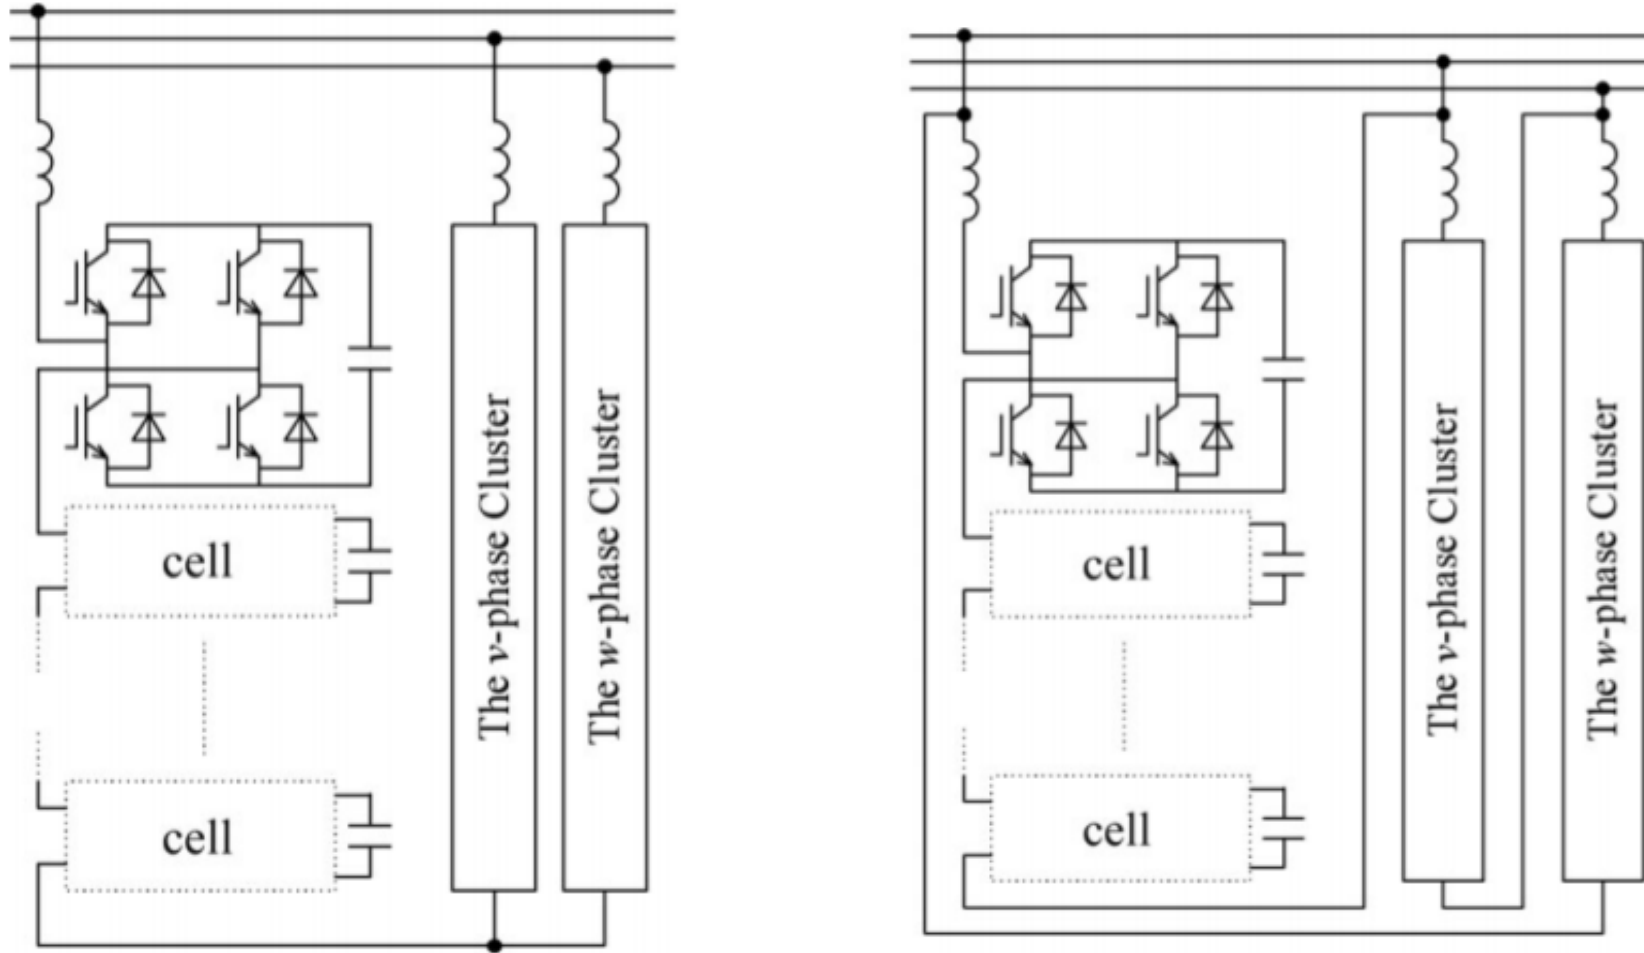 cell
cell
The v-phase Cluster
The w-phase Cluster
cell
cell
The v-phase Cluster
The w-phase Cluster